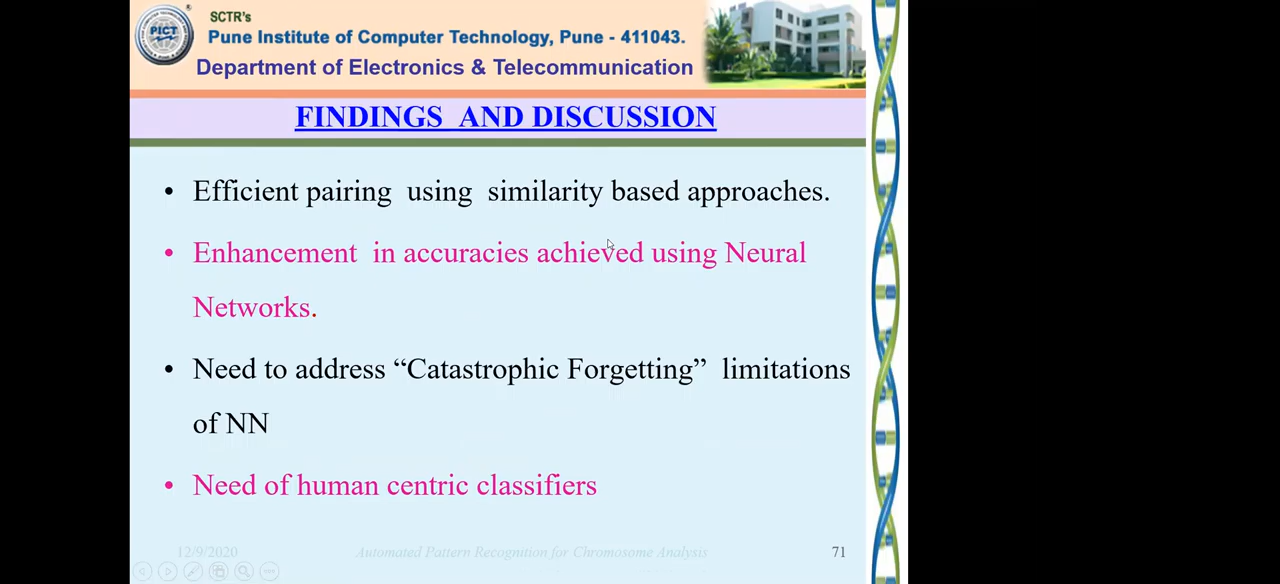 SCTR's
PICT
Pune Institute of Computer Technology, Pune - 411043.
Department of Electronics & Telecommunication
FINDINGS AND DISCUSSION
• Efficient pairing using similarity based approaches.
• Enhancement in accuracies achieved using Neural
Networks.
• Need to address “Catastrophic Forgetting” limitations
of NN
• Need of human centric classifiers
12/9/2020 Automated Pattern Recognition for Chromosome Analysis 71